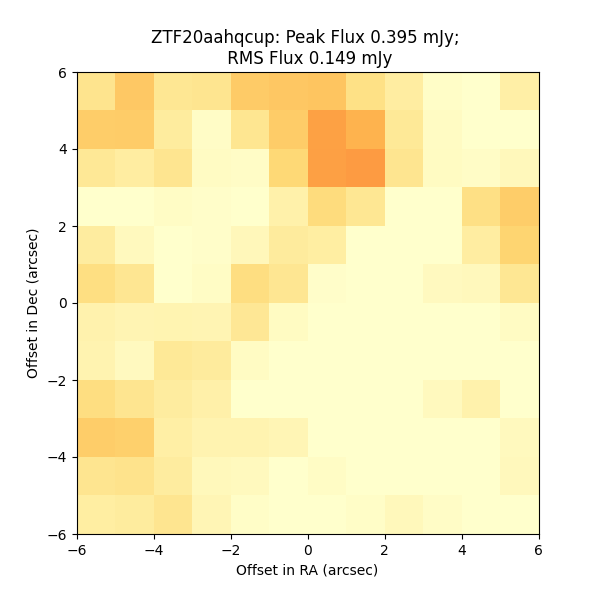 ZTF20aahqcup: Peak Flux 0.395 mJy;
RMS Flux 0.149 mJy
6
4
2
0
−2
−4
−6
Offset in Dec (arcsec)
−6 −4 −2 0 2 4 6
Offset in RA (arcsec)